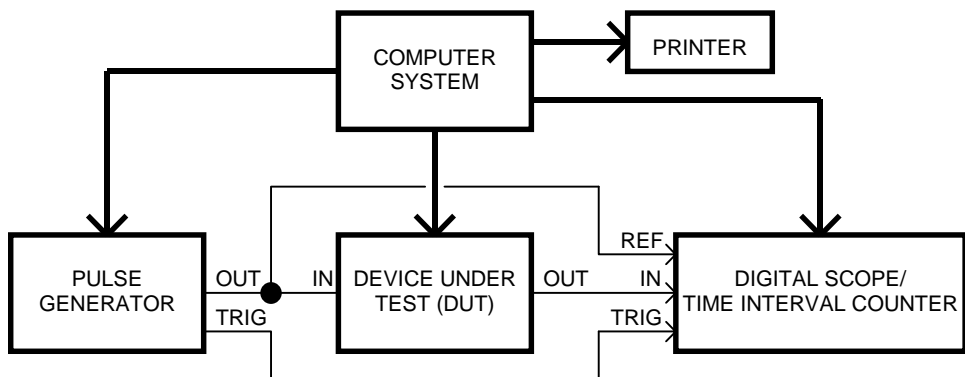 COMPUTER
SYSTEM
PRINTER
REF
PULSE
GENERATOR
OUT
TRIG
IN
DEVICE UNDER
TEST (DUT)
OUT
IN
TRIG
DIGITAL SCOPE/
TIME INTERVAL COUNTER